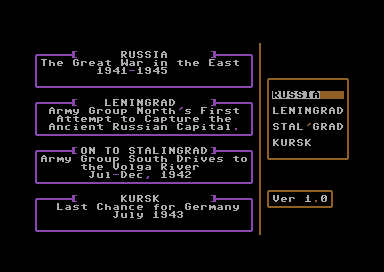 RUSSIA
The Great War in the East
1941-1945
LENINGRAD
Army Group North's First
Attempt to Capture the
Ancient Russian Capital.
ON TO STALINGRAD
Army Group South Drives to
the Volga River
Jul-Dec, 1942
KURSK
Last Chance for Germany
July 1943
RUSSIA
LENINGRAD
STAL'GRAD
KURSK
Ver 1.0